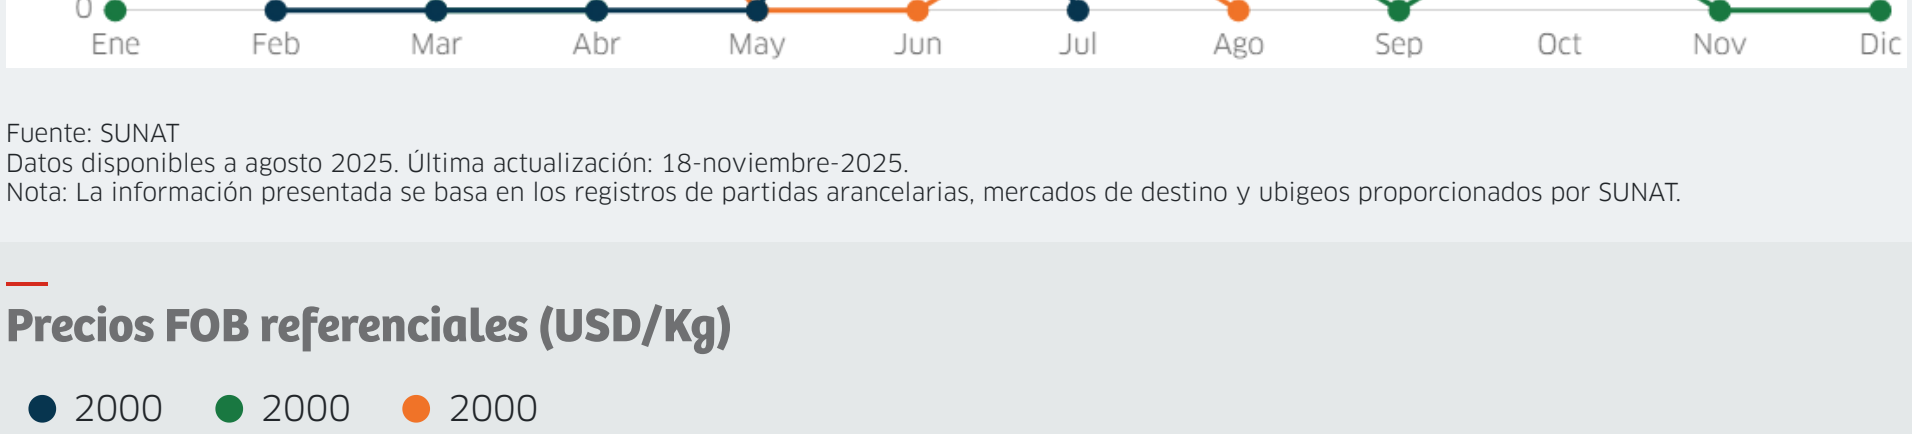 0
Ene Feb Mar Abr May Jun Jul Ago Sep Oct Nov Dic
Fuente: SUNAT
Datos disponibles a agosto 2025. Última actualización: 18-noviembre-2025.
Nota: La información presentada se basa en los registros de partidas arancelarias, mercados de destino y ubigeos proporcionados por SUNAT.
Precios FOB referenciales (USD/Kg)
2000 2000 2000